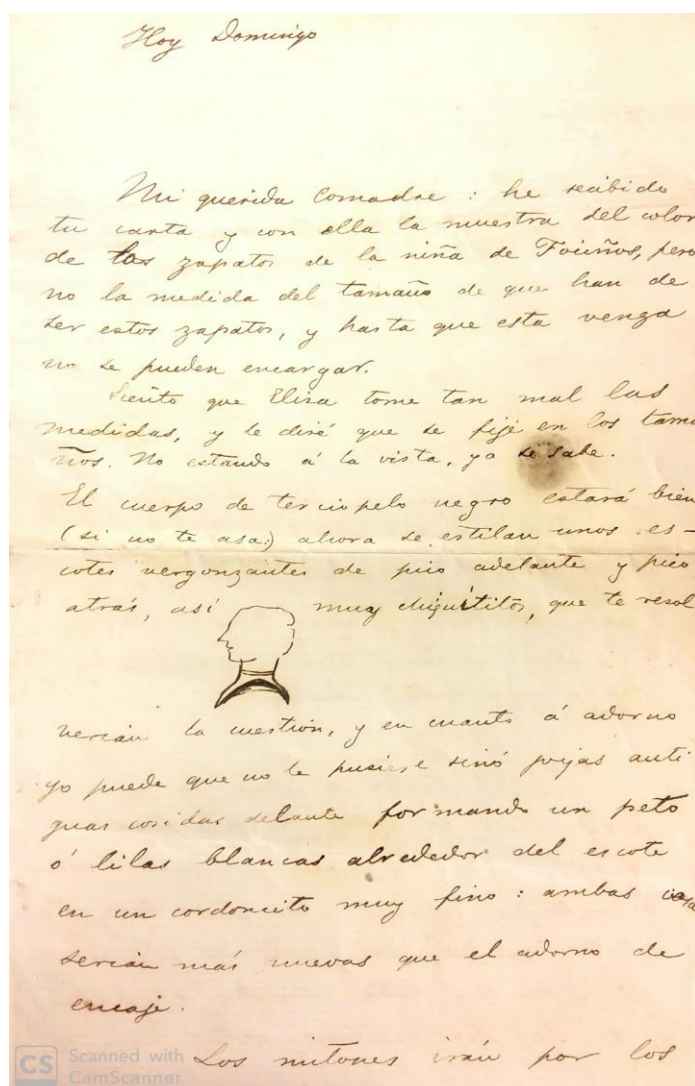 Hoy Domingo
Mi querida Comadre : he recibido
tu carta y con ella la muestra del color
de los zapatos de la niña de Fouiños, pero
no la medida del tamaño de que han de
ser estos zapatos, y hasta que esta venga
no se pueden encargar.
Siento que Elisa tome tan mal las
medidas, y le diré que se fije en los tama
ños. No estando á la vista, ya se sabe.
El cuerpo de terciopelo negro estará bien
(si no te asa;) ahora se estilan unos es-
cotes vergonzantes de pico adelante y pico
atrás, así muy chiquititos, que te resol
verían la cuestión, y en cuanto á adorno
yo puede que no le pusiese sinó joyas anti
guas cosidas delante formando un peto
ó lilas blancas alrededor del escote
en un cordoncito muy fino : ambas cosas
serían más nuevas que el adorno de
encaje.
Los mitones irán por los
CS Scanned with
CamScanner